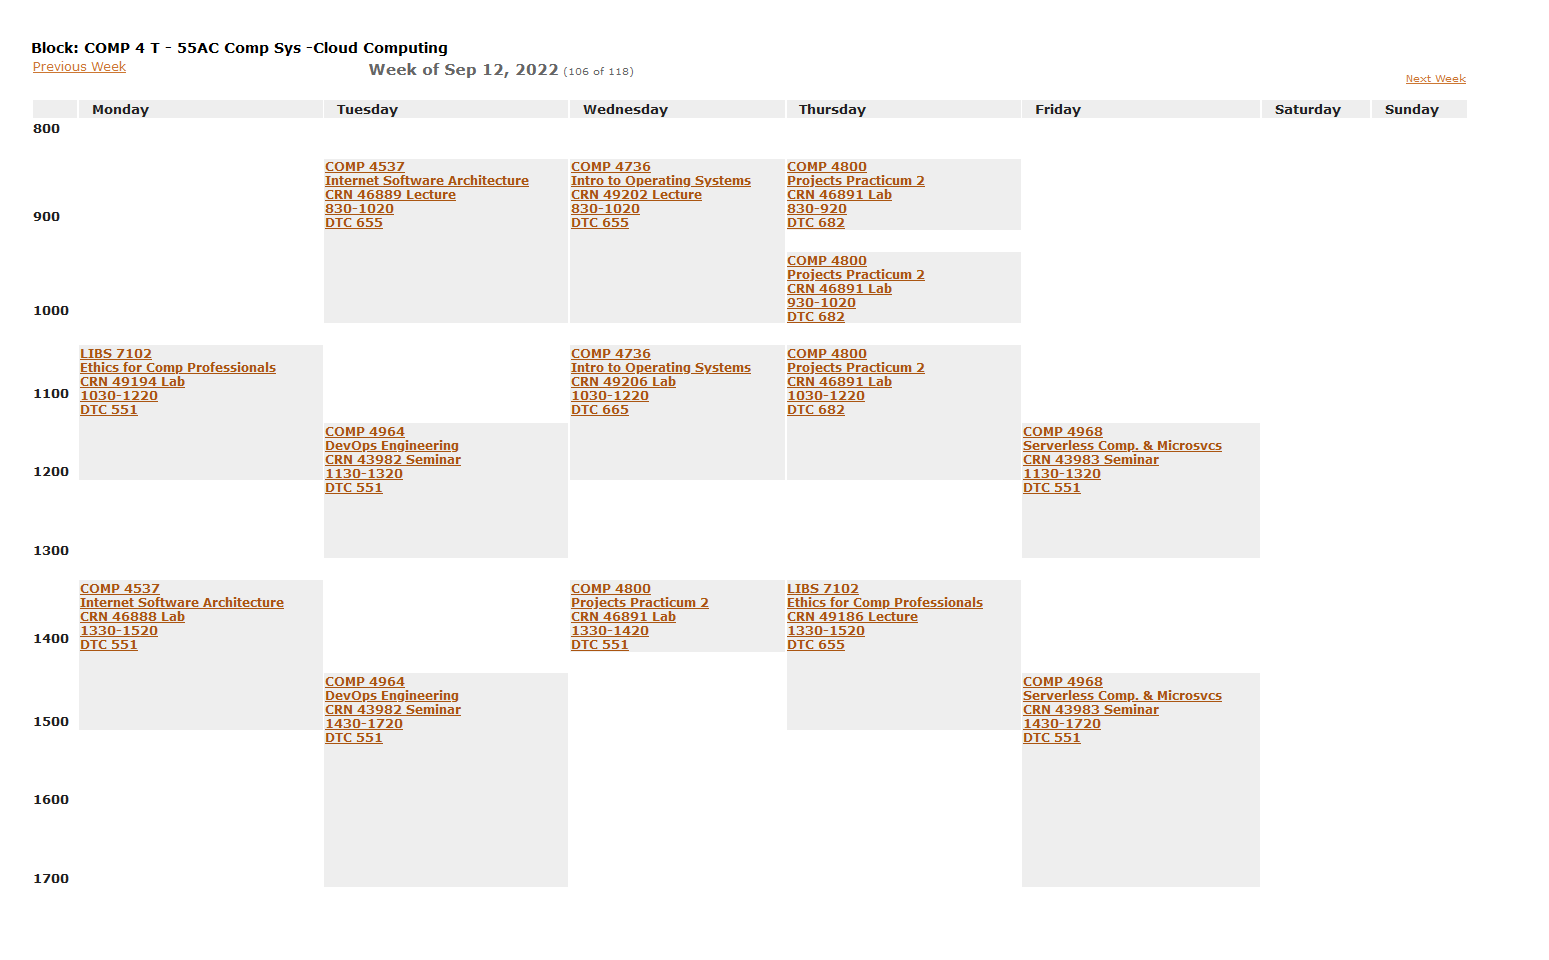 Block: COMP 4 T - 55AC Comp Sys -Cloud Computing
Previous Week
Week of Sep 12, 2022 (106 of 118)
Next Week
Monday Tuesday Wednesday Thursday Friday Saturday Sunday
800
COMP 4537
Internet Software Architecture
CRN 46889 Lecture
830-1020
DTC 655
COMP 4736
Intro to Operating Systems
CRN 49202 Lecture
830-1020
DTC 655
COMP 4800
Projects Practicum 2
CRN 46891 Lab
830-920
DTC 682
900
COMP 4800
Projects Practicum 2
CRN 46891 Lab
930-1020
DTC 682
1000
LIBS 7102
Ethics for Comp Professionals
CRN 49194 Lab
1030-1220
DTC 551
COMP 4736
Intro to Operating Systems
CRN 49206 Lab
1030-1220
DTC 665
COMP 4800
Projects Practicum 2
CRN 46891 Lab
1030-1220
DTC 682
1100
COMP 4964
DevOps Engineering
CRN 43982 Seminar
1130-1320
DTC 551
COMP 4968
Serverless Comp. & Microsvcs
CRN 43983 Seminar
1130-1320
DTC 551
1200
1300
COMP 4537
Internet Software Architecture
CRN 46888 Lab
1330-1520
DTC 551
COMP 4800
Projects Practicum 2
CRN 46891 Lab
1330-1420
DTC 551
LIBS 7102
Ethics for Comp Professionals
CRN 49186 Lecture
1330-1520
DTC 655
1400
COMP 4964
DevOps Engineering
CRN 43982 Seminar
1430-1720
DTC 551
COMP 4968
Serverless Comp. & Microsvcs
CRN 43983 Seminar
1430-1720
DTC 551
1500
1600
1700